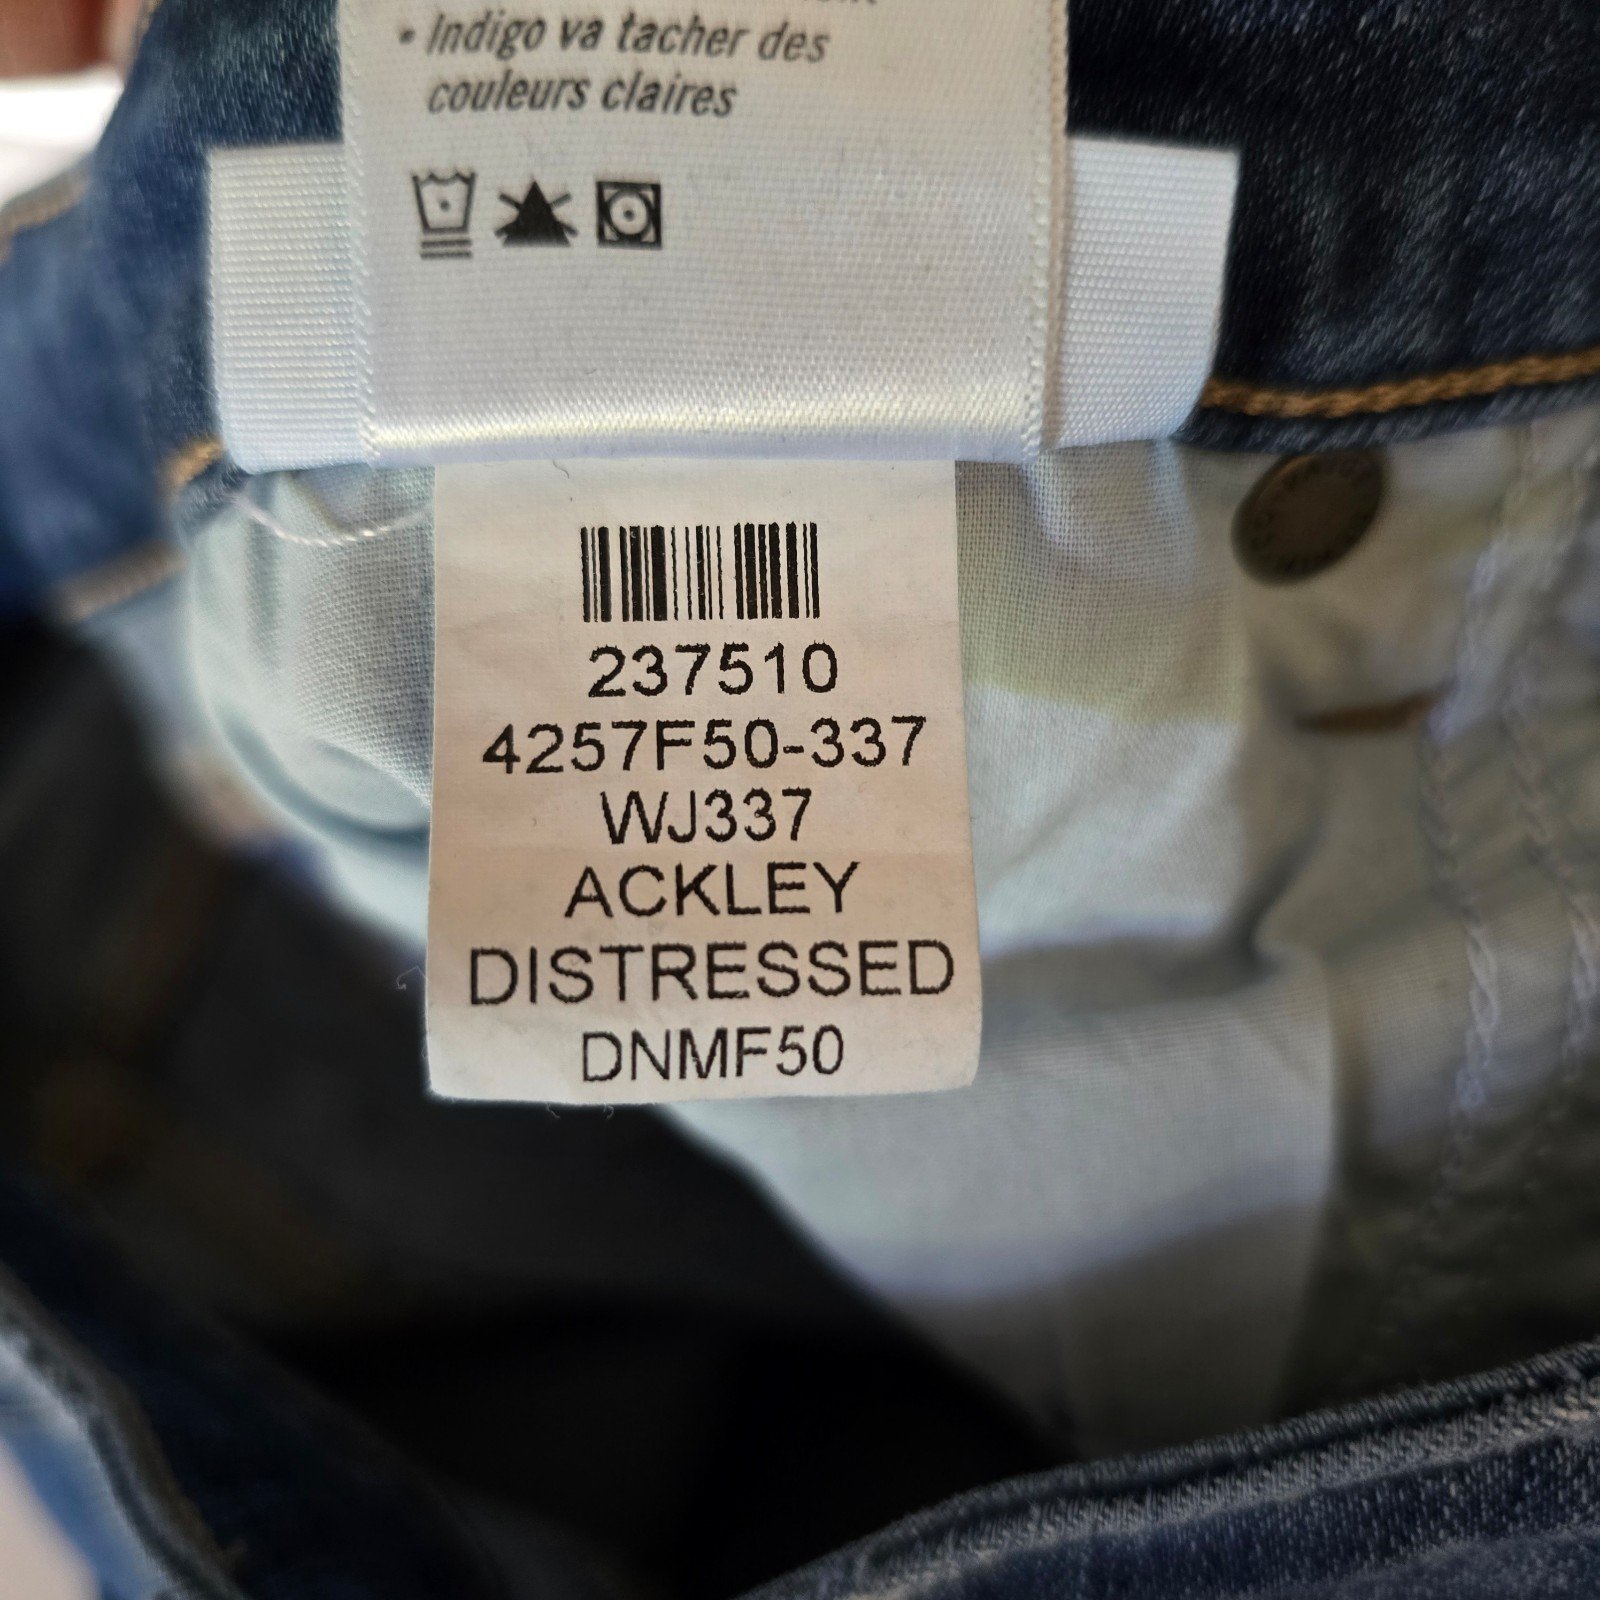 • Indigo va tacher des
couleurs claires
237510
4257F50-337
WJ337
ACKLEY
DISTRESSED
DNMF50